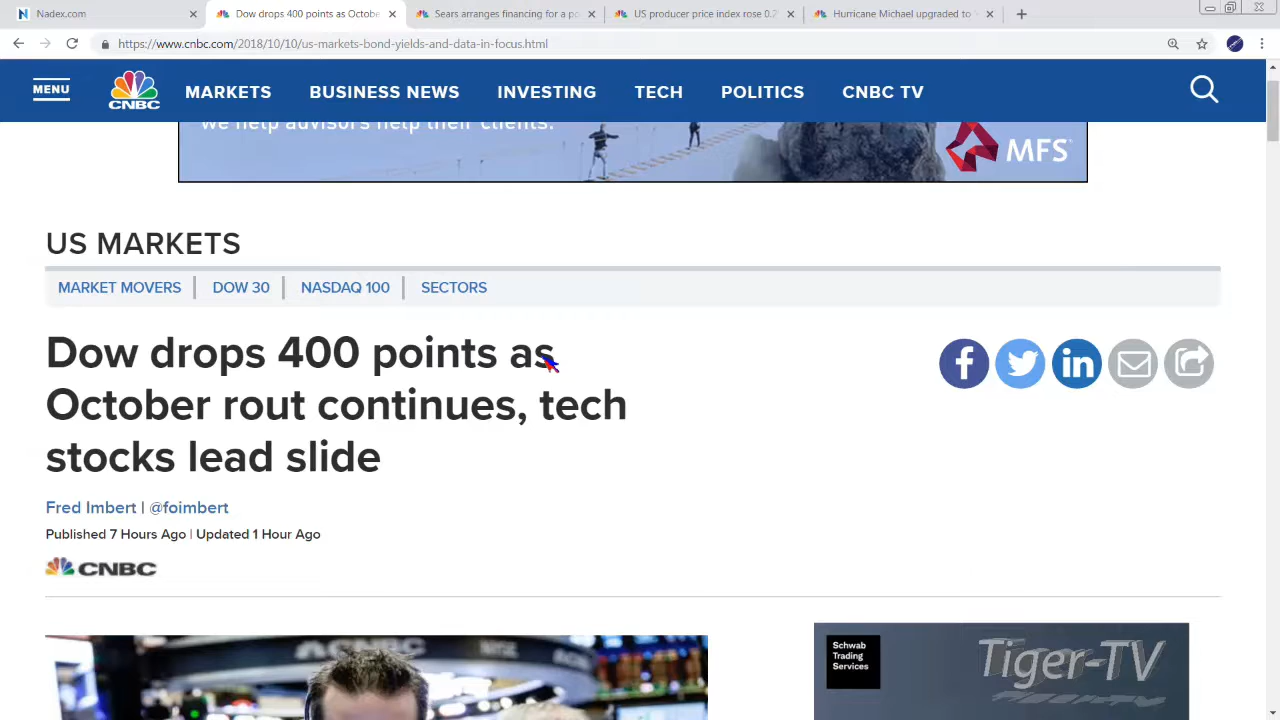 Nadex.com
Dow drops 400 points as Octobe
Sears arranges financing for a po
US producer price index rose 0.2
Hurricane Michael upgraded to
https://www.cnbc.com/2018/10/10/us-markets-bond-yields-and-data-in-focus.html
MENU
CNBC
MARKETS
BUSINESS NEWS
INVESTING
TECH
POLITICS
CNBC TV
we help advisors help their clients.
MFS
US MARKETS
MARKET MOVERS
DOW 30
NASDAQ 100
SECTORS
Dow drops 400 points as
October rout continues, tech
stocks lead slide
Fred Imbert | @foimbert
Published 7 Hours Ago | Updated 1 Hour Ago
CNBC
CNBC
Schwab
Trading
Services
Tiger-TV